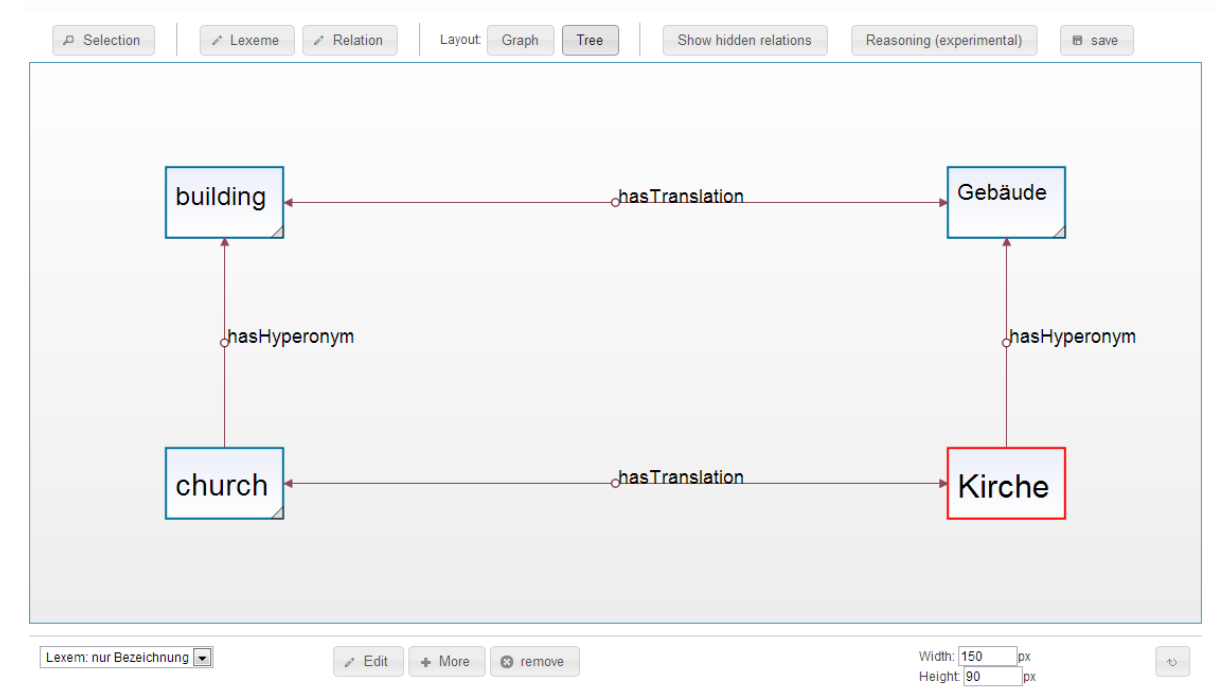 Selection Lexeme Relation Layout: Graph Tree Show hidden relations Reasoning (experimental) save
building hasTranslation Gebäude
hasHyperonym hasHyperonym
church hasTranslation Kirche
Lexem: nur Bezeichnung Edit More remove Width: 150 px
Height: 90 px